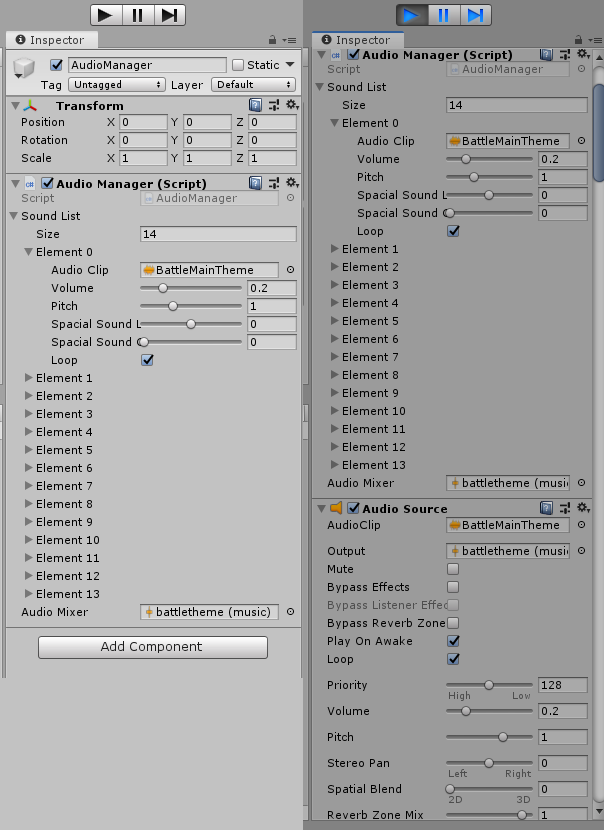 Inspector
AudioManager
Static
Tag Untagged Layer Default
Transform
Position X 0 Y 0 Z 0
Rotation X 0 Y 0 Z 0
Scale X 1 Y 1 Z 1
Audio Manager (Script)
Script AudioManager
Sound List
Size 14
Element 0
Audio Clip BattleMainTheme
Volume 0.2
Pitch 1
Spacial Sound L 0
Spacial Sound 0
Loop
Element 1
Element 2
Element 3
Element 4
Element 5
Element 6
Element 7
Element 8
Element 9
Element 10
Element 11
Element 12
Element 13
Audio Mixer battletheme (music)
Add Component
Inspector
Audio Manager (Script)
Script AudioManager
Sound List
Size 14
Element 0
Audio Clip BattleMainTheme
Volume 0.2
Pitch 1
Spacial Sound L 0
Spacial Sound 0
Loop
Element 1
Element 2
Element 3
Element 4
Element 5
Element 6
Element 7
Element 8
Element 9
Element 10
Element 11
Element 12
Element 13
Audio Mixer battletheme (musi
Audio Source
AudioClip BattleMainTheme
Output battletheme (musi
Mute
Bypass Effects
Bypass Listener Effec
Bypass Reverb Zone
Play On Awake
Loop
Priority 128
High Low
Volume 0.2
Pitch 1
Stereo Pan 0
Left Right
Spatial Blend 0
2D 3D
Reverb Zone Mix 1